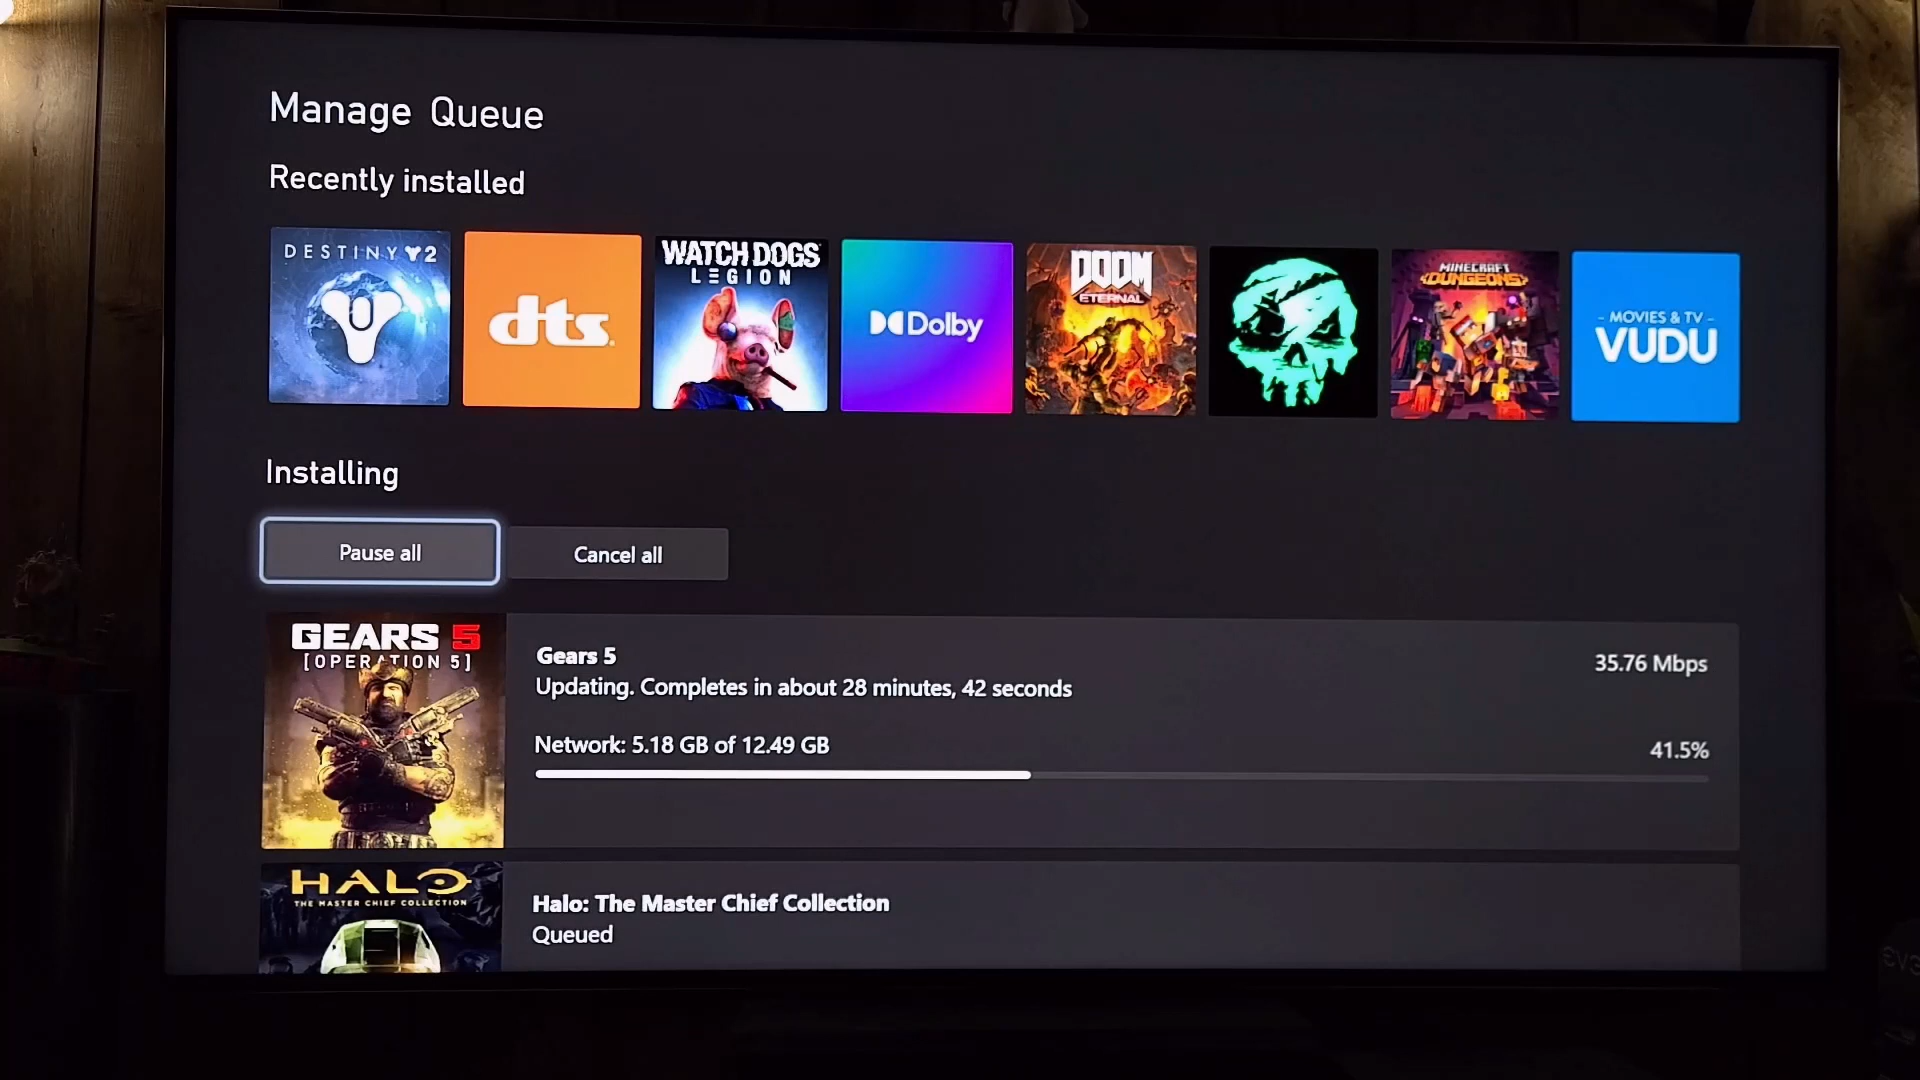 Manage Queue
Recently installed
DESTINY 2
dts
WATCH DOGS
LEGION
Dolby
DOOM
ETERNAL
MINECRAFT
DUNGEONS
- MOVIES & TV -
VUDU
Installing
Pause all
Cancel all
GEARS 5
[OPERATION 5]
Gears 5
35.76 Mbps
Updating. Completes in about 28 minutes, 42 seconds
Network: 5.18 GB of 12.49 GB
41.5%
HALO
THE MASTER CHIEF COLLECTION
Halo: The Master Chief Collection
Queued